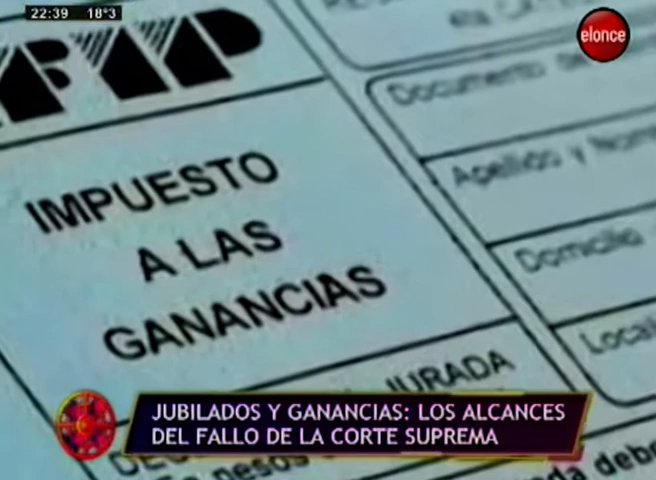 22:39 18°3
elonce
AFIP
IMPUESTO
A LAS
GANANCIAS
Documento
Apellido y
Domicilio
JURADA
JUBILADOS Y GANANCIAS: LOS ALCANCES
DEL FALLO DE LA CORTE SUPREMA